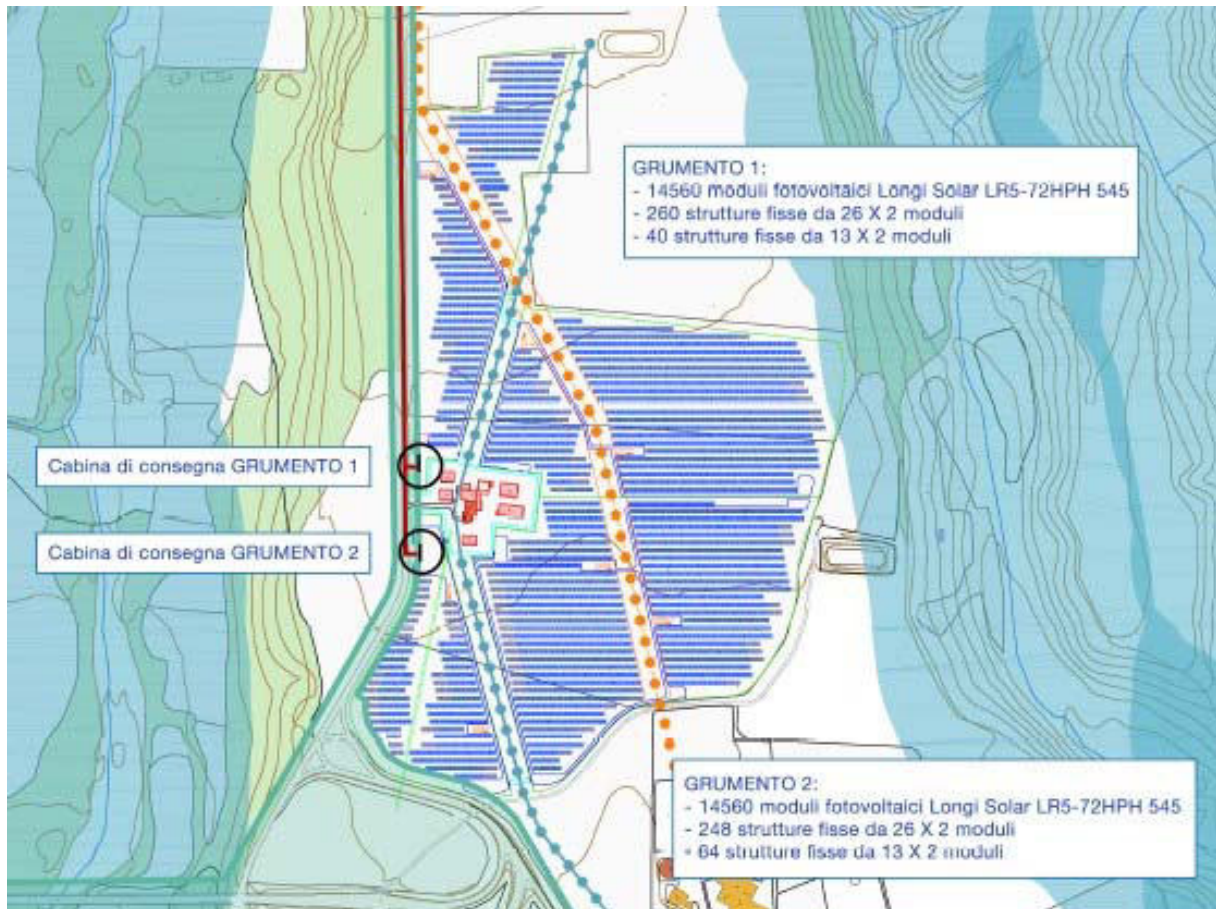 GRUMENTO 1:
- 14560 moduli fotovoltaici Longi Solar LR5-72HPH 545
- 260 strutture fisse da 26 X 2 moduli
- 40 strutture fisse da 13 X 2 moduli
Cabina di consegna GRUMENTO 1
Cabina di consegna GRUMENTO 2
GRUMENTO 2:
- 14560 moduli fotovoltaici Longi Solar LR5-72HPH 545
- 248 strutture fisse da 26 X 2 moduli
- 64 strutture fisse da 13 X 2 moduli